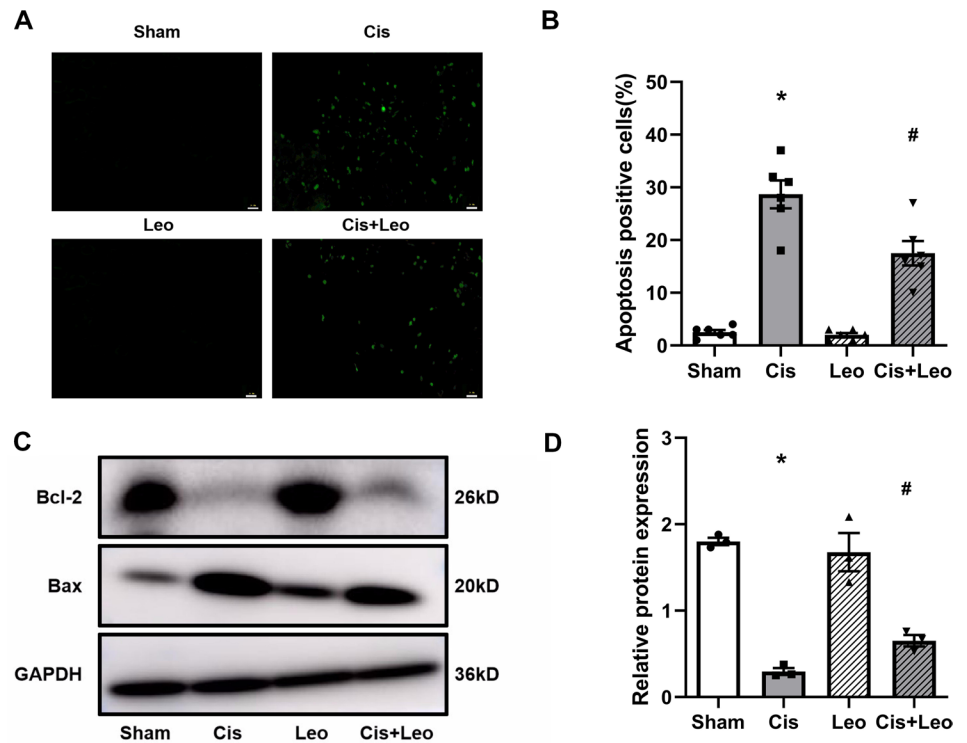 A
Sham
Cis
Leo
Cis+Leo
B
Apoptosis positive cells(%)
50
40
30
20
10
0
*
#
Sham
Cis
Leo
Cis+Leo
C
Bcl-2
26kD
Bax
20kD
GAPDH
36kD
Sham
Cis
Leo
Cis+Leo
D
Relative protein expression
3
2
1
0
*
#
Sham
Cis
Leo
Cis+Leo